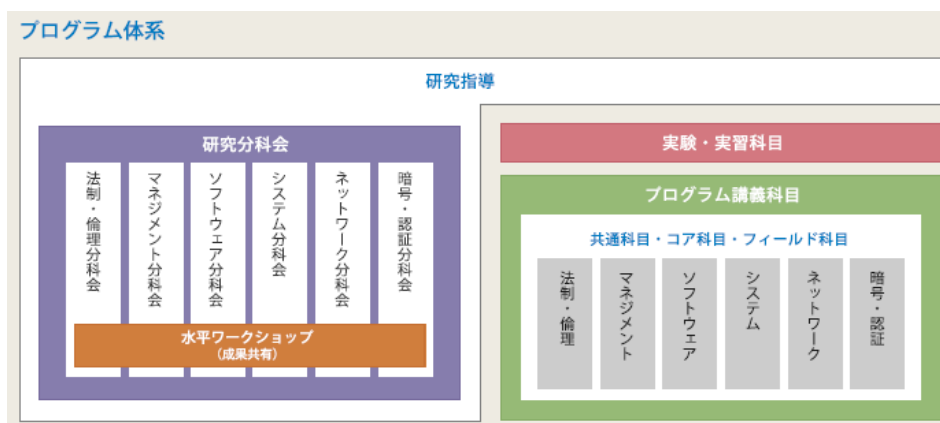 プログラム体系
研究指導
研究分科会
法制・倫理分科会
マネジメント分科会
ソフトウェア分科会
システム分科会
ネットワーク分科会
暗号・認証分科会
水平ワークショップ
（成果共有）
実験・実習科目
プログラム講義科目
共通科目・コア科目・フィールド科目
法制・倫理
マネジメント
ソフトウェア
システム
ネットワーク
暗号・認証